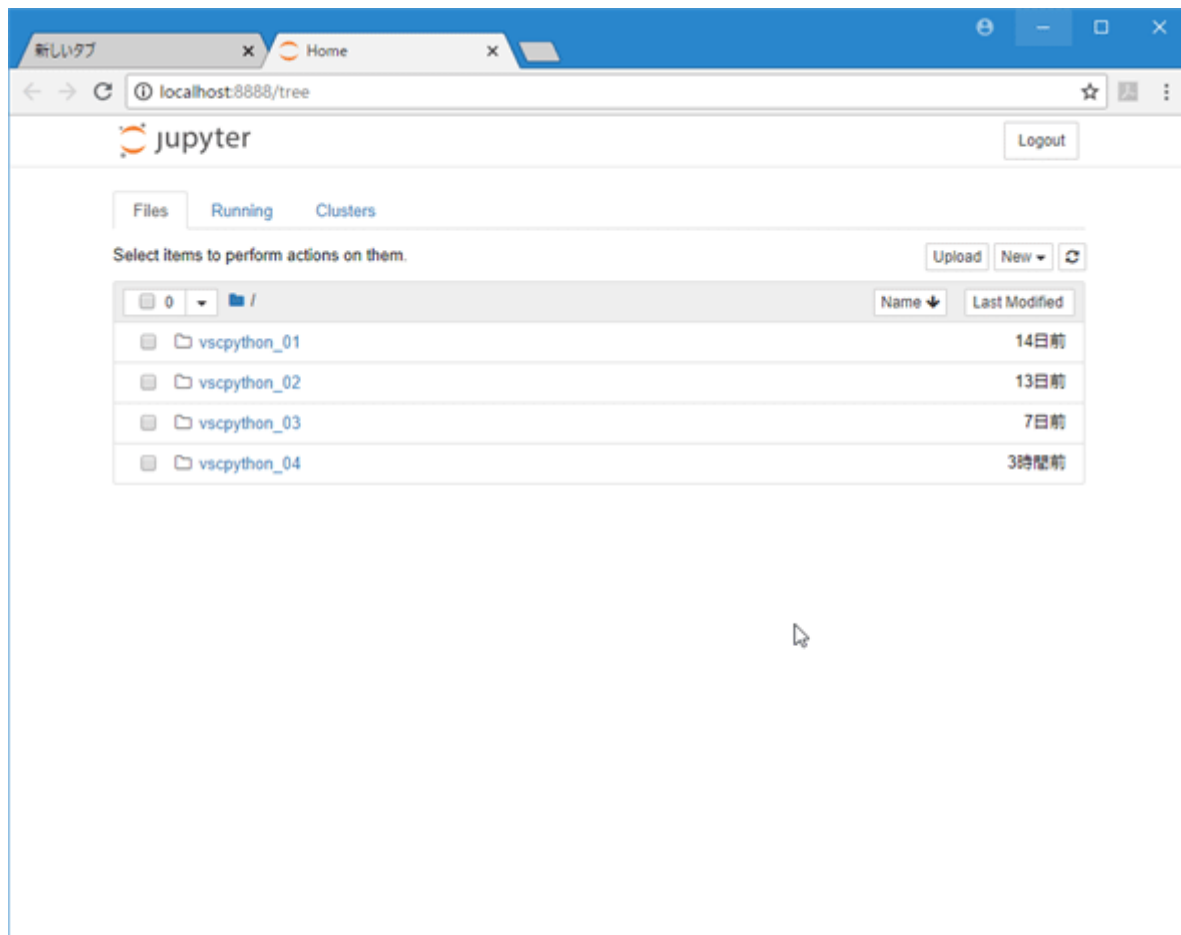 新しいタブ Home
localhost:8888/tree
jupyter Logout
Files Running Clusters
Select items to perform actions on them. Upload New
0 / Name Last Modified
vscpython_01 14日前
vscpython_02 13日前
vscpython_03 7日前
vscpython_04 3時間前